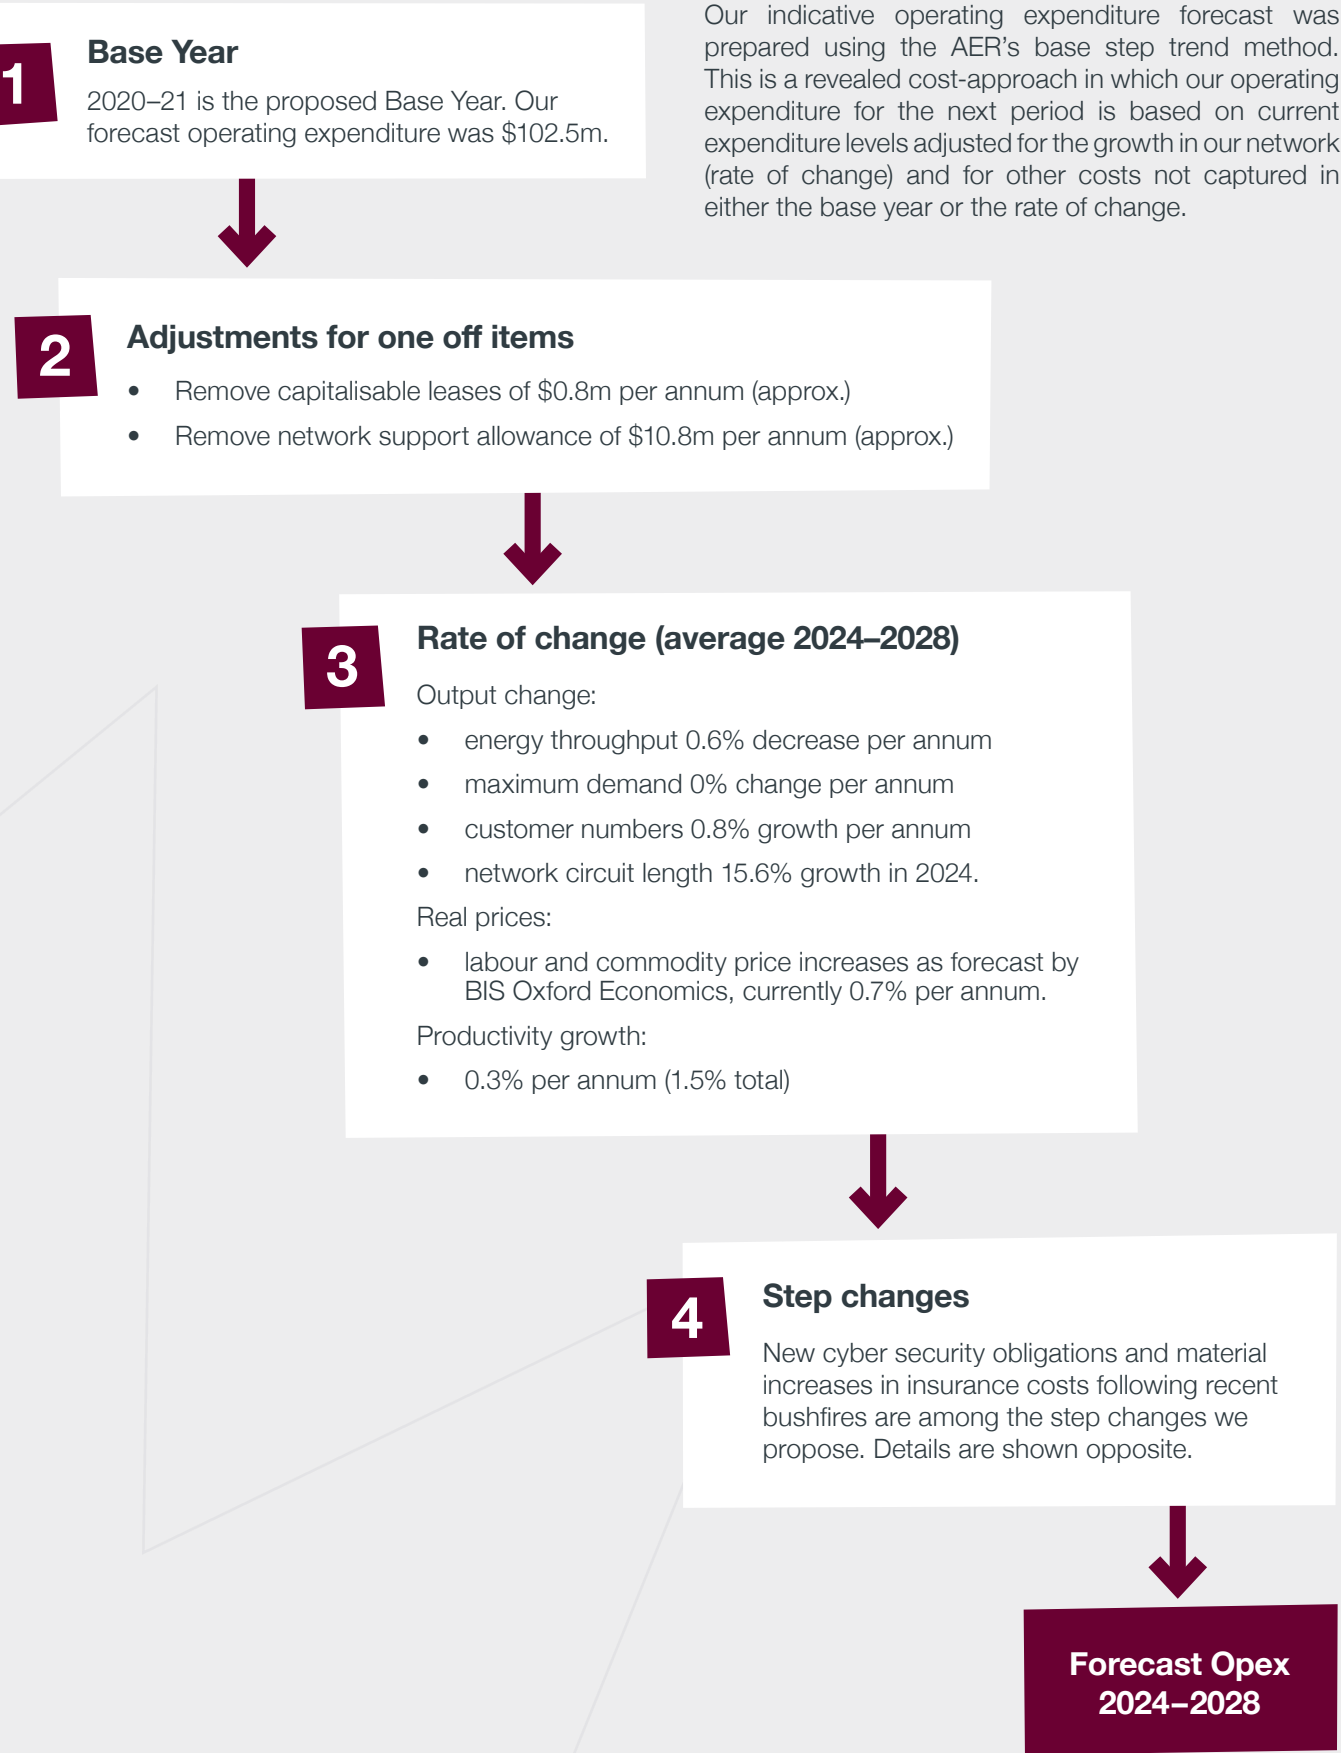 1
Base Year
2020–21 is the proposed Base Year. Our
forecast operating expenditure was $102.5m.
Our indicative operating expenditure forecast was
prepared using the AER’s base step trend method.
This is a revealed cost-approach in which our operating
expenditure for the next period is based on current
expenditure levels adjusted for the growth in our network
(rate of change) and for other costs not captured in
either the base year or the rate of change.
2
Adjustments for one off items
• Remove capitalisable leases of $0.8m per annum (approx.)
• Remove network support allowance of $10.8m per annum (approx.)
3
Rate of change (average 2024–2028)
Output change:
• energy throughput 0.6% decrease per annum
• maximum demand 0% change per annum
• customer numbers 0.8% growth per annum
• network circuit length 15.6% growth in 2024.
Real prices:
• labour and commodity price increases as forecast by
BIS Oxford Economics, currently 0.7% per annum.
Productivity growth:
• 0.3% per annum (1.5% total)
4
Step changes
New cyber security obligations and material
increases in insurance costs following recent
bushfires are among the step changes we
propose. Details are shown opposite.
Forecast Opex
2024–2028